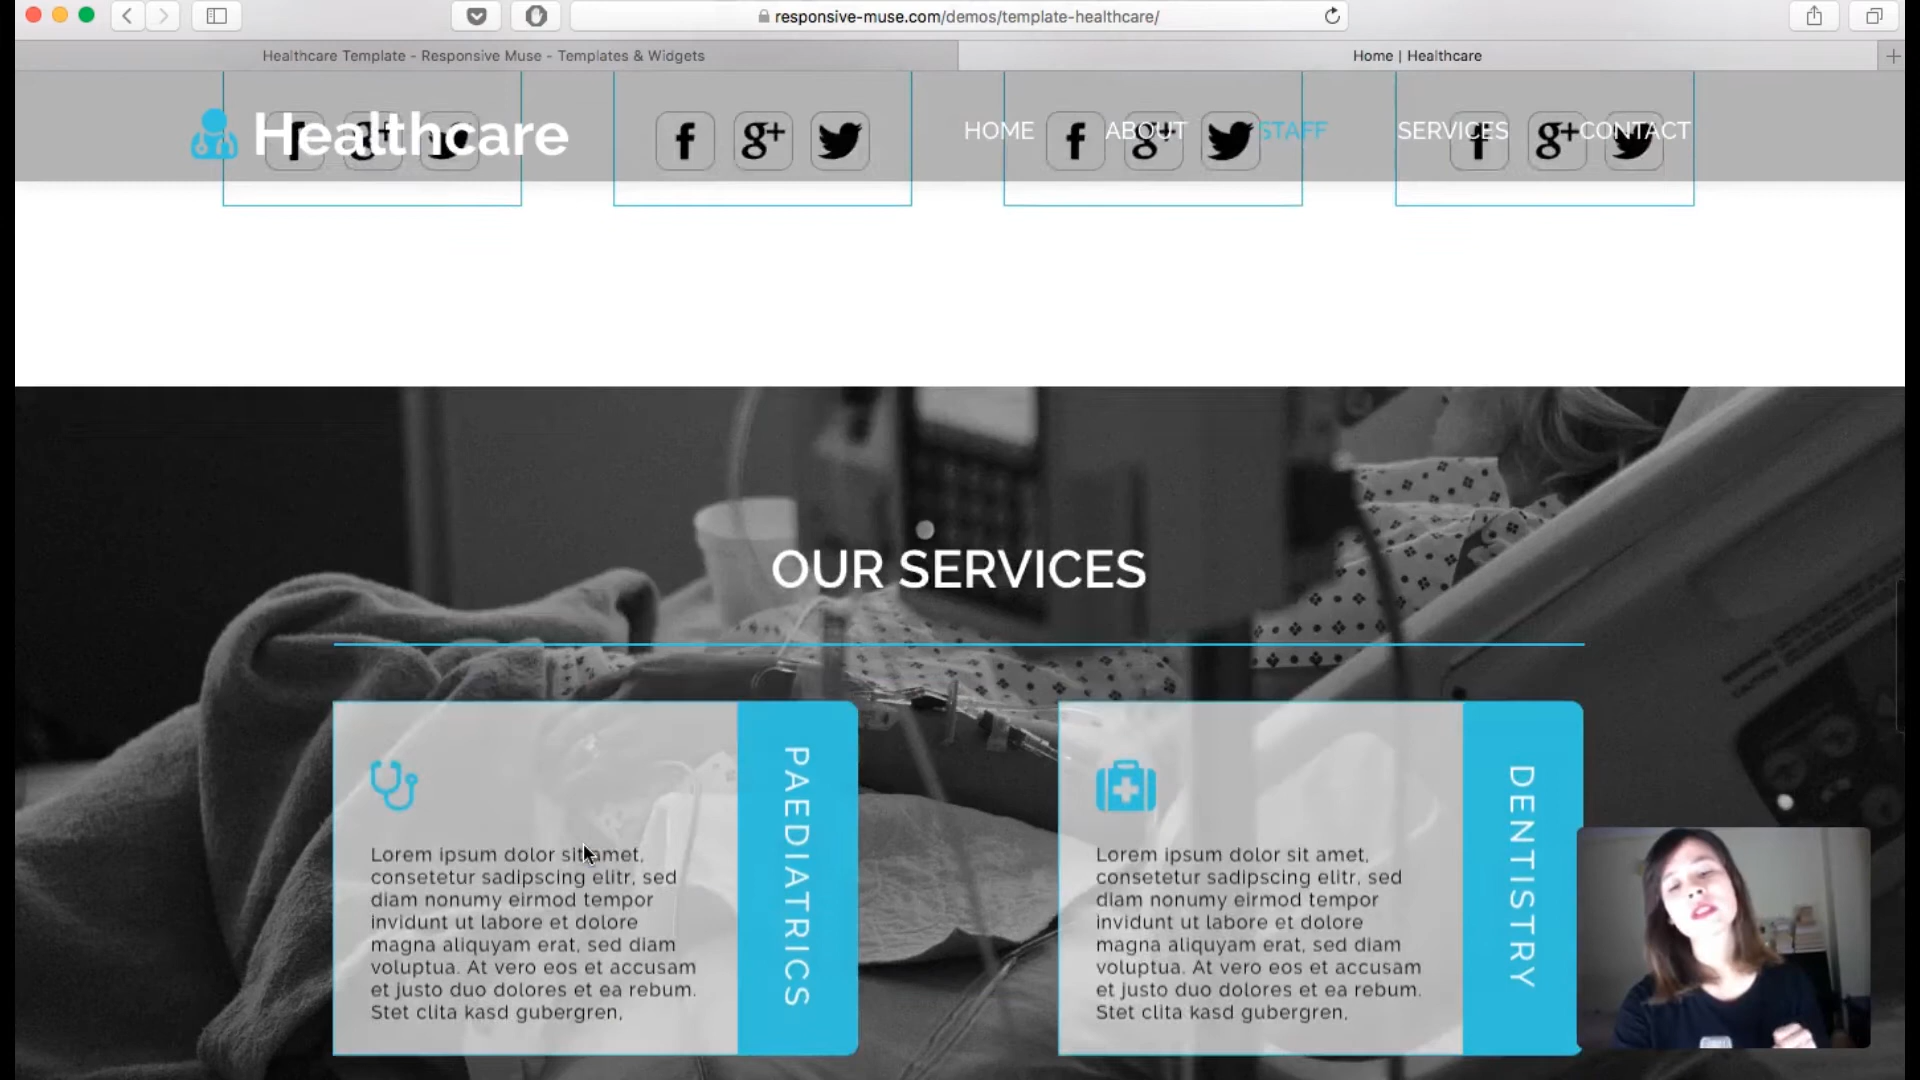 responsive-muse.com/demos/template-healthcare/
Healthcare Template - Responsive Muse - Templates & Widgets
Home | Healthcare
Healthcare
HOME
ABOUT
STAFF
SERVICES
CONTACT
f g+
f g+
f g+
f g+
OUR SERVICES
Lorem ipsum dolor sit amet,
consetetur sadipscing elitr, sed
diam nonumy eirmod tempor
invidunt ut labore et dolore
magna aliquyam erat, sed diam
voluptua. At vero eos et accusam
et justo duo dolores et ea rebum.
Stet clita kasd gubergren,
PAEDIATRICS
Lorem ipsum dolor sit amet,
consetetur sadipscing elitr, sed
diam nonumy eirmod tempor
invidunt ut labore et dolore
magna aliquyam erat, sed diam
voluptua. At vero eos et accusam
et justo duo dolores et ea rebum.
Stet clita kasd gubergren,
DENTISTRY